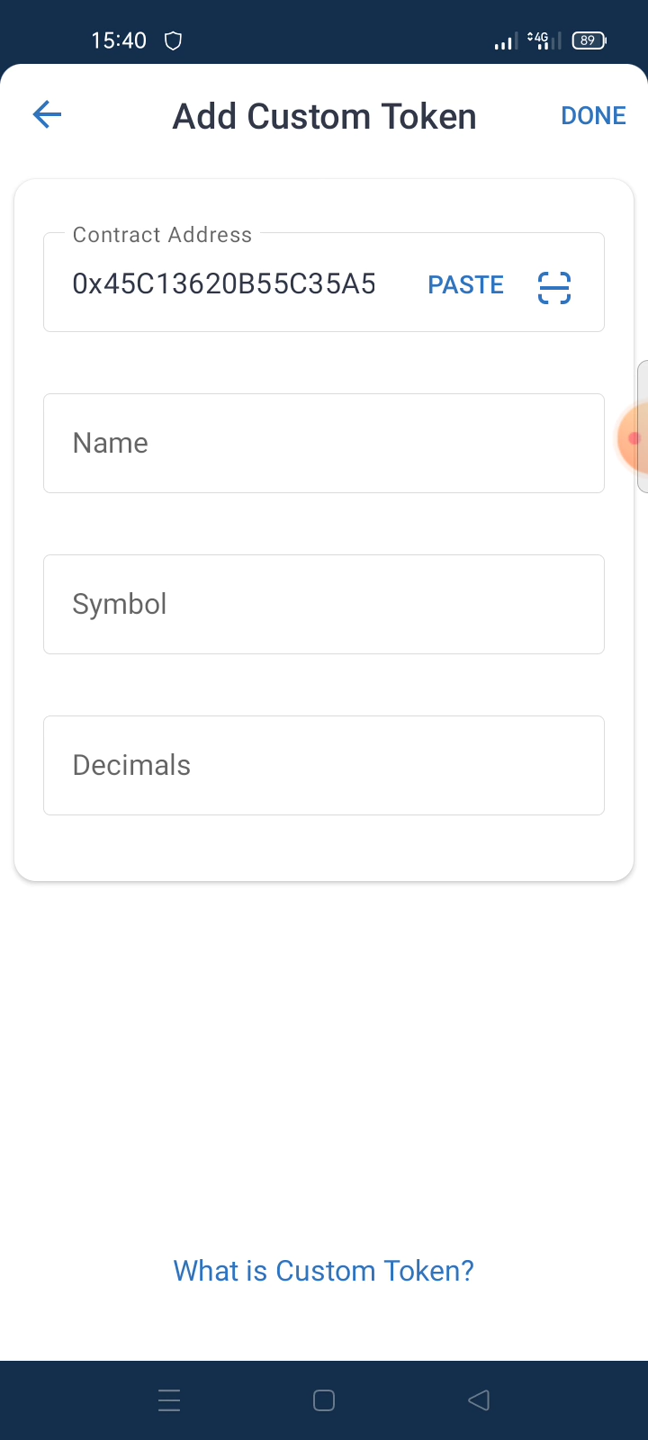 15:40 4G 89
Add Custom Token DONE
Contract Address
0x45C13620B55C35A5 PASTE
Name
Symbol
Decimals
What is Custom Token?